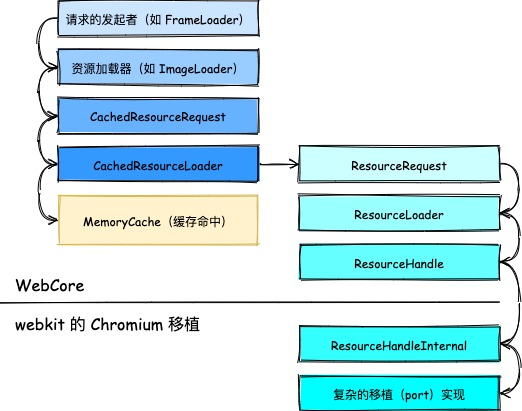 请求的发起者（如 FrameLoader）
资源加载器（如 ImageLoader）
CachedResourceRequest
CachedResourceLoader
MemoryCache（缓存命中）
ResourceRequest
ResourceLoader
ResourceHandle
WebCore
webkit 的 Chromium 移植
ResourceHandleInternal
复杂的移植（port）实现